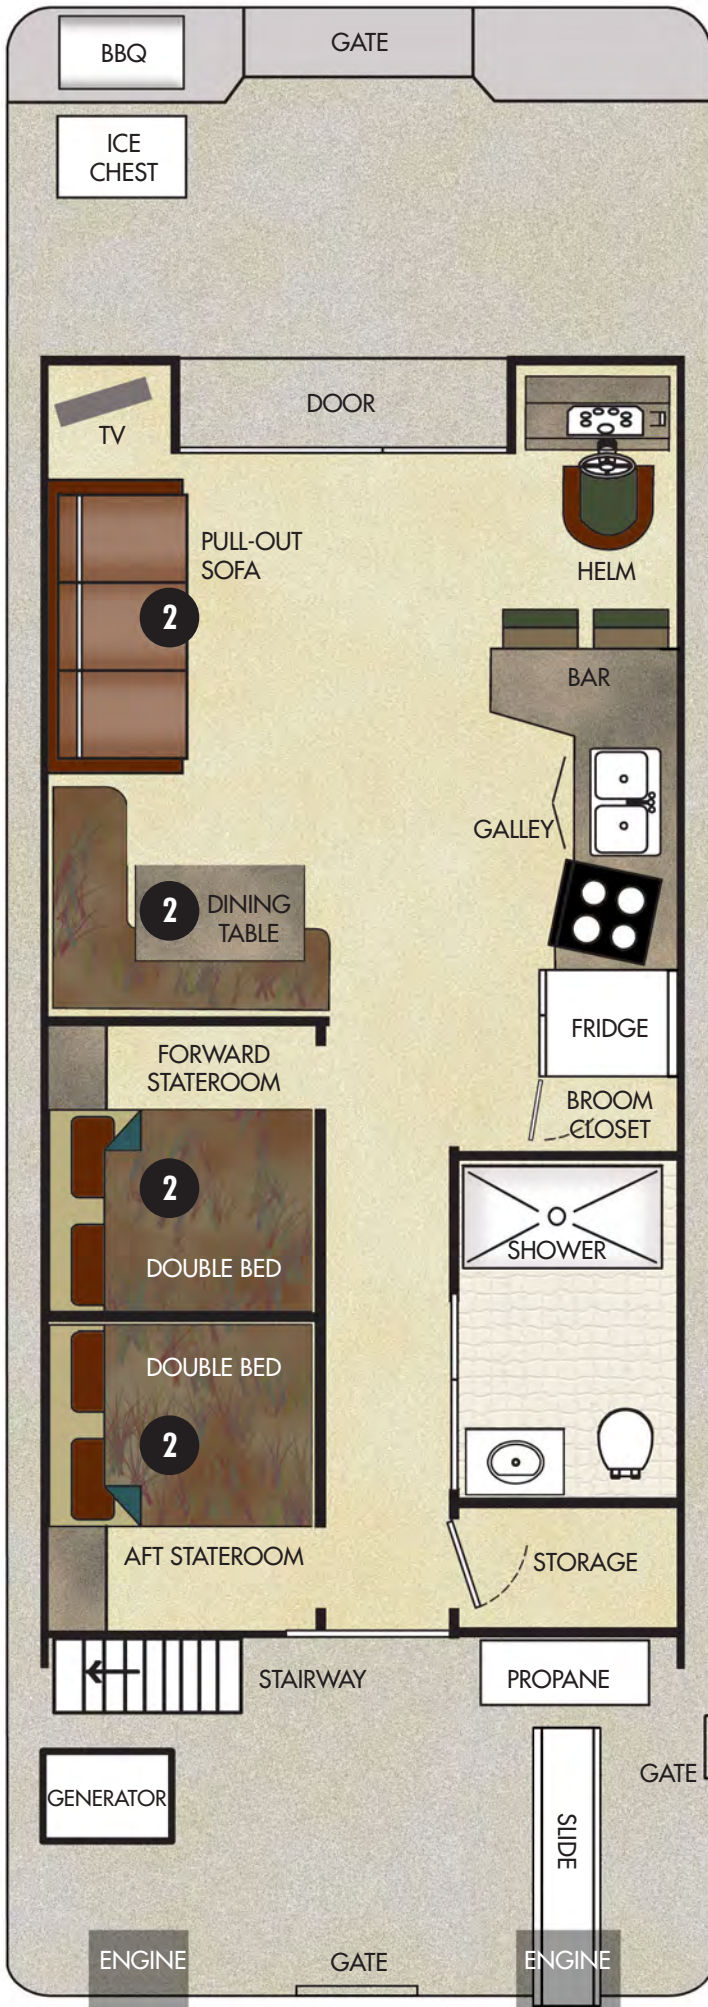 BBQ
GATE
ICE
CHEST
DOOR
TV
PULL-OUT
SOFA
HELM
2
BAR
GALLEY
2
DINING
TABLE
FRIDGE
FORWARD
STATEROOM
BROOM
CLOSET
2
DOUBLE BED
SHOWER
DOUBLE BED
2
AFT STATEROOM
STORAGE
STAIRWAY
PROPANE
GATE
GENERATOR
SLIDE
ENGINE
GATE
ENGINE